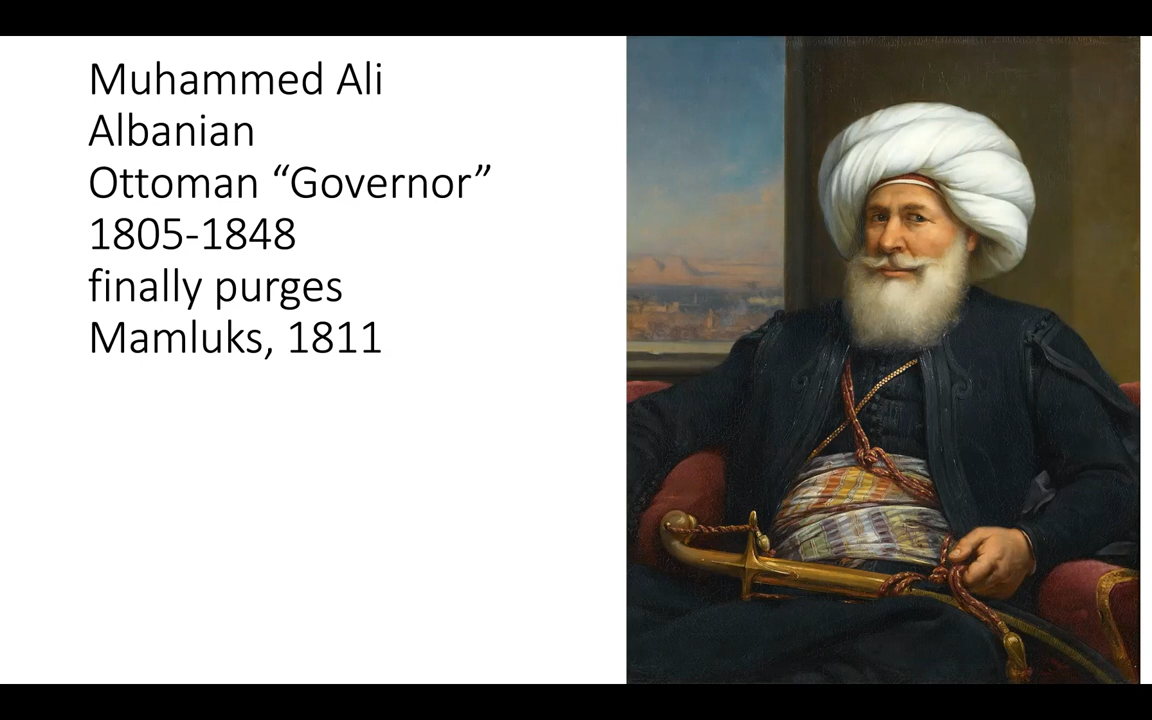 Muhammed Ali
Albanian
Ottoman “Governor”
1805-1848
finally purges
Mamluks, 1811